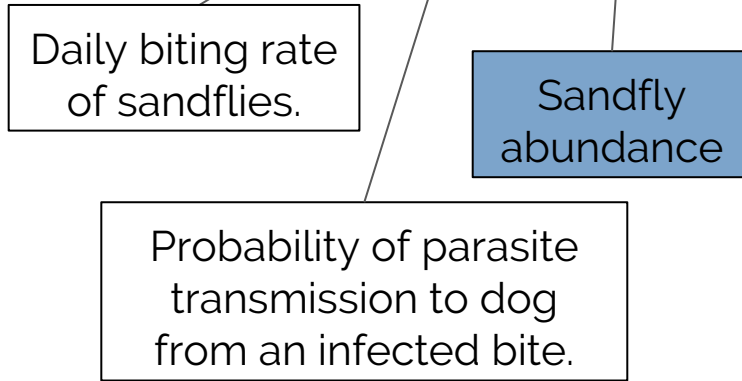 Daily biting rate
of sandflies.
Sandfly
abundance
Probability of parasite
transmission to dog
from an infected bite.